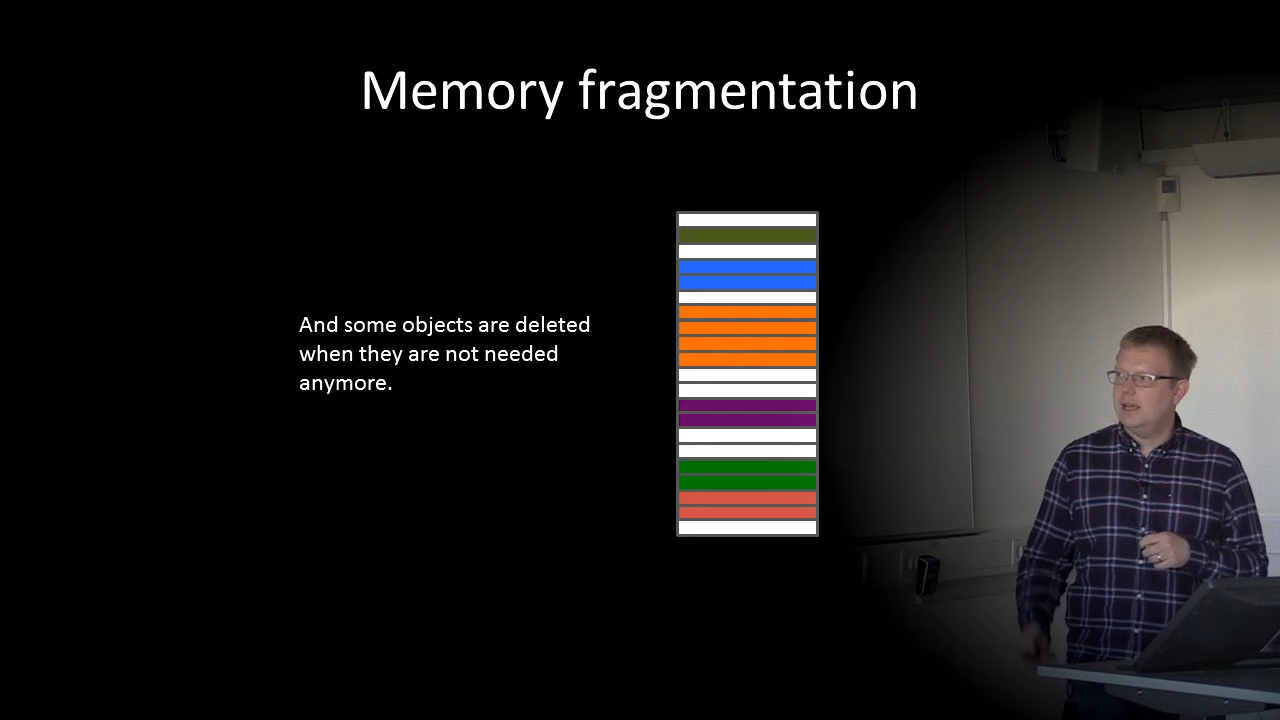 Memory fragmentation
And some objects are deleted
when they are not needed
anymore.